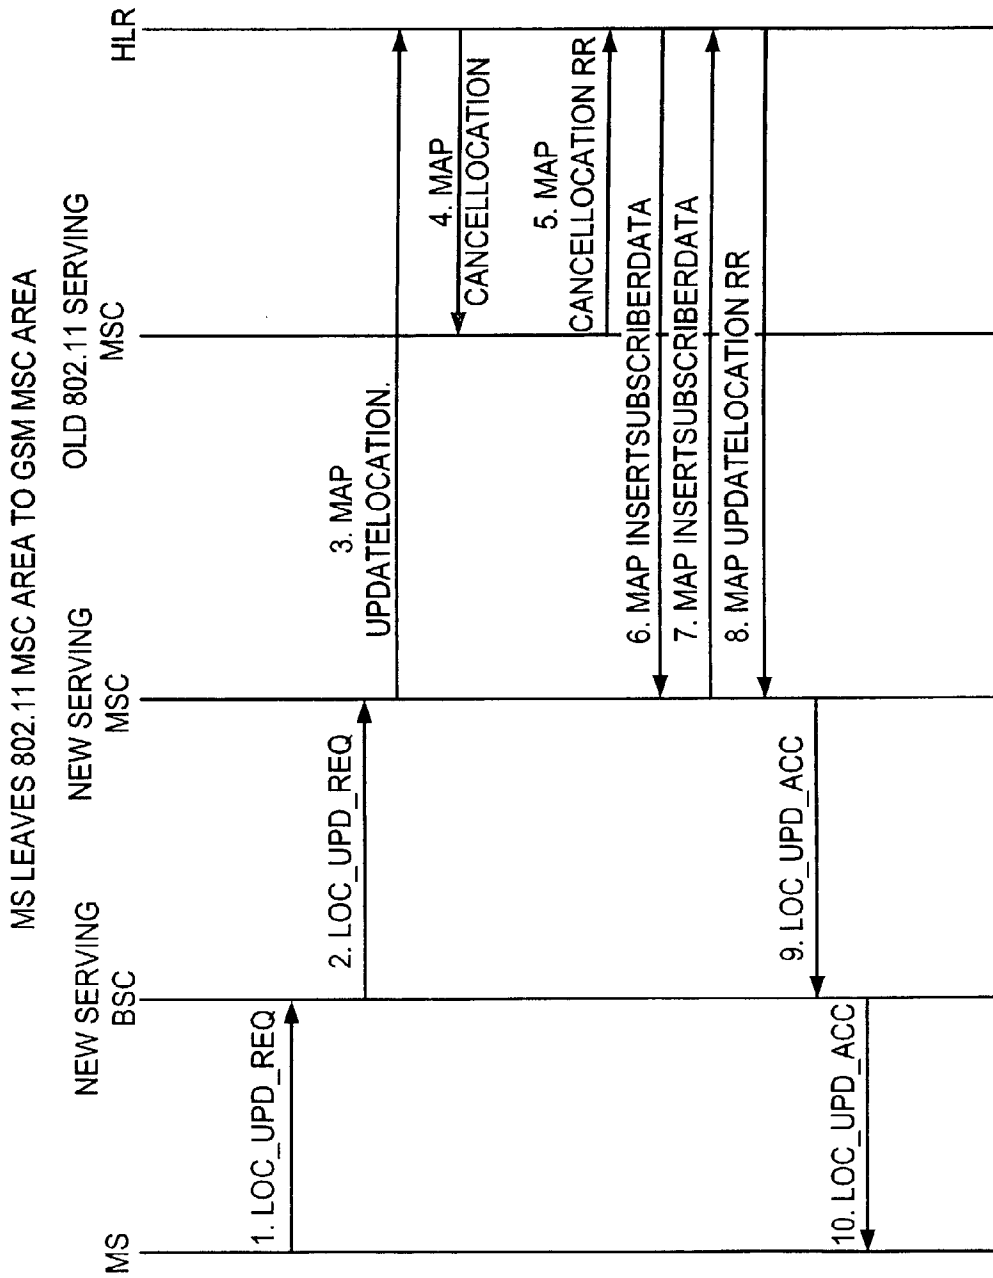 MS LEAVES 802.11 MSC AREA TO GSM MSC AREA
MS
NEW SERVING
BSC
NEW SERVING
MSC
OLD 802.11 SERVING
MSC
HLR
1. LOC_UPD_REQ
2. LOC_UPD_REQ
3. MAP
UPDATELOCATION.
4. MAP
CANCELLOCATION
5. MAP
CANCELLOCATION RR
6. MAP INSERTSUBSCRIBERDATA
7. MAP INSERTSUBSCRIBERDATA
8. MAP UPDATELOCATION RR
9. LOC_UPD_ACC
10. LOC_UPD_ACC